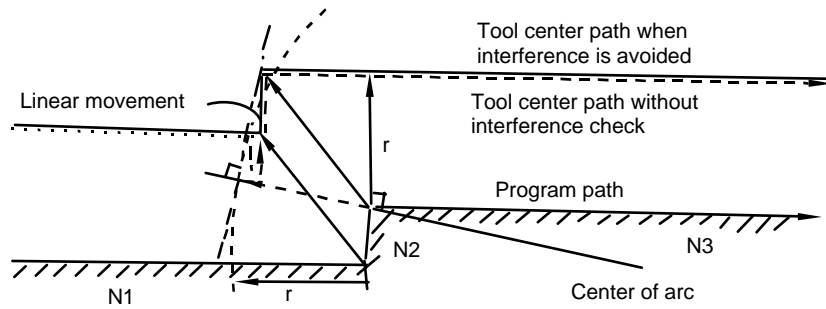 Tool center path when
interference is avoided
Linear movement
Tool center path without
interference check
r
Program path
N2
N3
N1
r
Center of arc